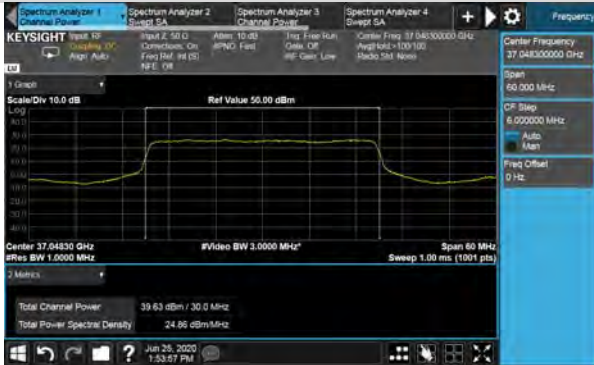 Spectrum Analyzer 1 Spectrum Analyzer 2 Spectrum Analyzer 3 Spectrum Analyzer 4 Frequency
Channel Power Swept SA Channel Power Swept SA
KEYSIGHT Input: RF Input Z: 50 Ω Atten: 10 dB Trig: Free Run Center Freq: 37.048300000 GHz
Coupling: DC Corrections: On #PNO: Fast Gate: Off Avg|Hold:>100/100
Align: Auto Freq Ref: Int (S) #IF Gain: Low Radio Std: None
NFE: Off
Center Frequency
37.048300000 GHz
Span
60.000 MHz
CF Step
6.000000 MHz
Auto
Man
Freq Offset
0 Hz
1 Graph
Scale/Div 10.0 dB Ref Value 50.00 dBm
Log
Center 37.04830 GHz #Video BW 3.0000 MHz* Span 60 MHz
#Res BW 1.0000 MHz Sweep 1.00 ms (1001 pts)
2 Metrics
Total Channel Power 39.63 dBm / 30.0 MHz
Total Power Spectral Density 24.86 dBm/MHz
Jun 25, 2020
1:53:57 PM